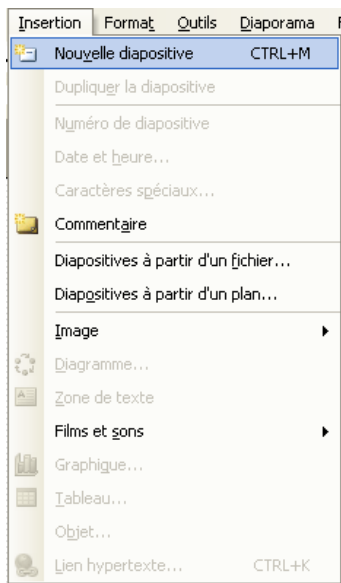 Insertion Format Outils Diaporama F
Nouvelle diapositive CTRL+M
Dupliquer la diapositive
Numéro de diapositive
Date et heure...
Caractères spéciaux...
Commentaire
Diapositives à partir d'un fichier...
Diapositives à partir d'un plan...
Image
Diagramme...
Zone de texte
Films et sons
Graphique...
Tableau...
Objet...
Lien hypertexte... CTRL+K